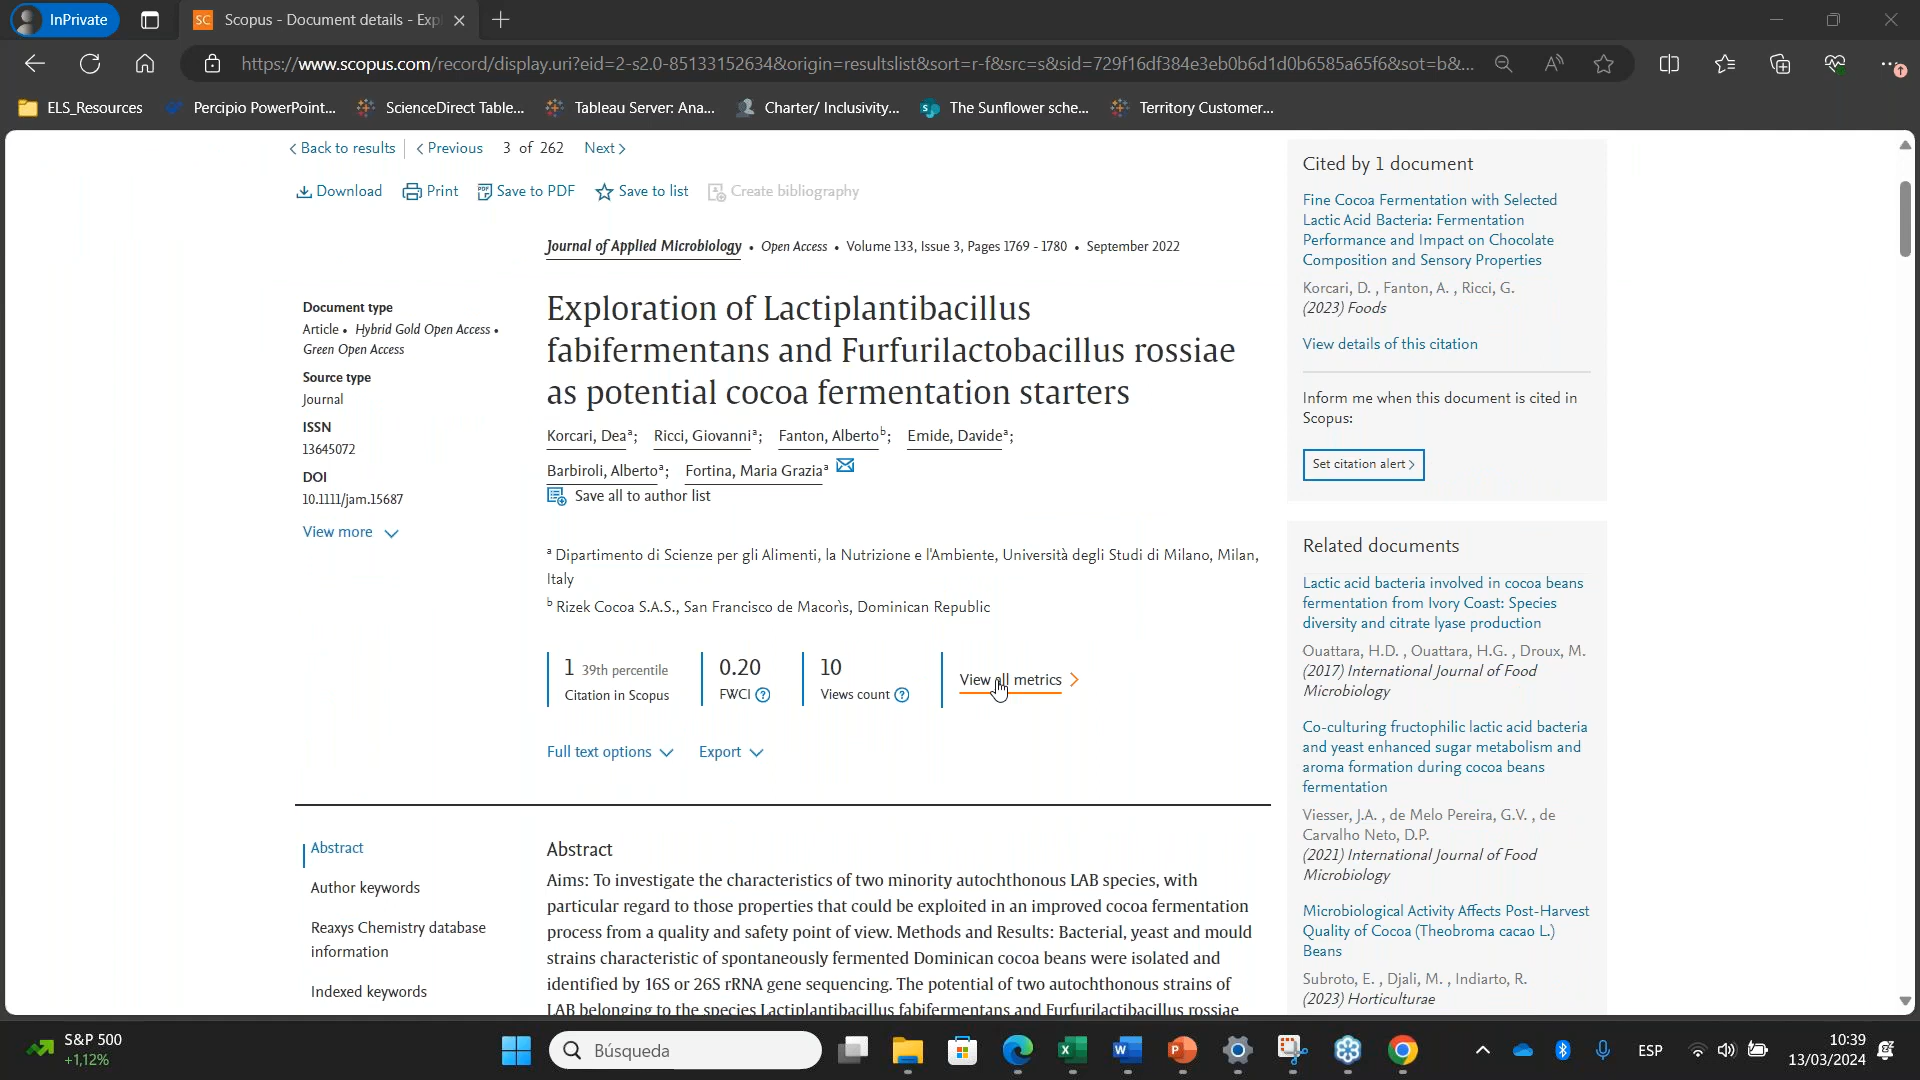 InPrivate
SC Scopus - Document details - Exp
https://www.scopus.com/record/display.uri?eid=2-s2.0-85133152634&origin=resultslist&sort=r-f&src=s&sid=729f16df384e3eb0b6d1d0b6585a65f6&sot=b&...
ELS_Resources Percipio PowerPoint... ScienceDirect Table... Tableau Server: Ana... Charter/ Inclusivity... The Sunflower sche... Territory Customer...
Back to results Previous 3 of 262 Next
Download Print Save to PDF Save to list Create bibliography
Journal of Applied Microbiology • Open Access • Volume 133, Issue 3, Pages 1769 - 1780 • September 2022
Document type
Article • Hybrid Gold Open Access •
Green Open Access
Source type
Journal
ISSN
13645072
DOI
10.1111/jam.15687
View more
Exploration of Lactiplantibacillus
fabifermentans and Furfurilactobacillus rossiae
as potential cocoa fermentation starters
Korcari, Deaª; Ricci, Giovanniª; Fanton, Albertoᵇ; Emide, Davideª;
Barbiroli, Albertoª; Fortina, Maria Graziaª
Save all to author list
ª Dipartimento di Scienze per gli Alimenti, la Nutrizione e l'Ambiente, Università degli Studi di Milano, Milan,
Italy
ᵇ Rizek Cocoa S.A.S., San Francisco de Macorìs, Dominican Republic
1 39th percentile
Citation in Scopus
0.20
FWCI ?
10
Views count ?
View all metrics
Full text options Export
Abstract
Author keywords
Reaxys Chemistry database
information
Indexed keywords
Abstract
Aims: To investigate the characteristics of two minority autochthonous LAB species, with
particular regard to those properties that could be exploited in an improved cocoa fermentation
process from a quality and safety point of view. Methods and Results: Bacterial, yeast and mould
strains characteristic of spontaneously fermented Dominican cocoa beans were isolated and
identified by 16S or 26S rRNA gene sequencing. The potential of two autochthonous strains of
LAB belonging to the species Lactiplantibacillus fabifermentans and Furfurilactibacillus rossiae
Cited by 1 document
Fine Cocoa Fermentation with Selected
Lactic Acid Bacteria: Fermentation
Performance and Impact on Chocolate
Composition and Sensory Properties
Korcari, D. , Fanton, A. , Ricci, G.
(2023) Foods
View details of this citation
Inform me when this document is cited in
Scopus:
Set citation alert
Related documents
Lactic acid bacteria involved in cocoa beans
fermentation from Ivory Coast: Species
diversity and citrate lyase production
Ouattara, H.D. , Ouattara, H.G. , Droux, M.
(2017) International Journal of Food
Microbiology
Co-culturing fructophilic lactic acid bacteria
and yeast enhanced sugar metabolism and
aroma formation during cocoa beans
fermentation
Viesser, J.A. , de Melo Pereira, G.V. , de
Carvalho Neto, D.P.
(2021) International Journal of Food
Microbiology
Microbiological Activity Affects Post-Harvest
Quality of Cocoa (Theobroma cacao L.)
Beans
Subroto, E. , Djali, M. , Indiarto, R.
(2023) Horticulturae
S&P 500
+1,12%
Búsqueda
ESP
10:39
13/03/2024